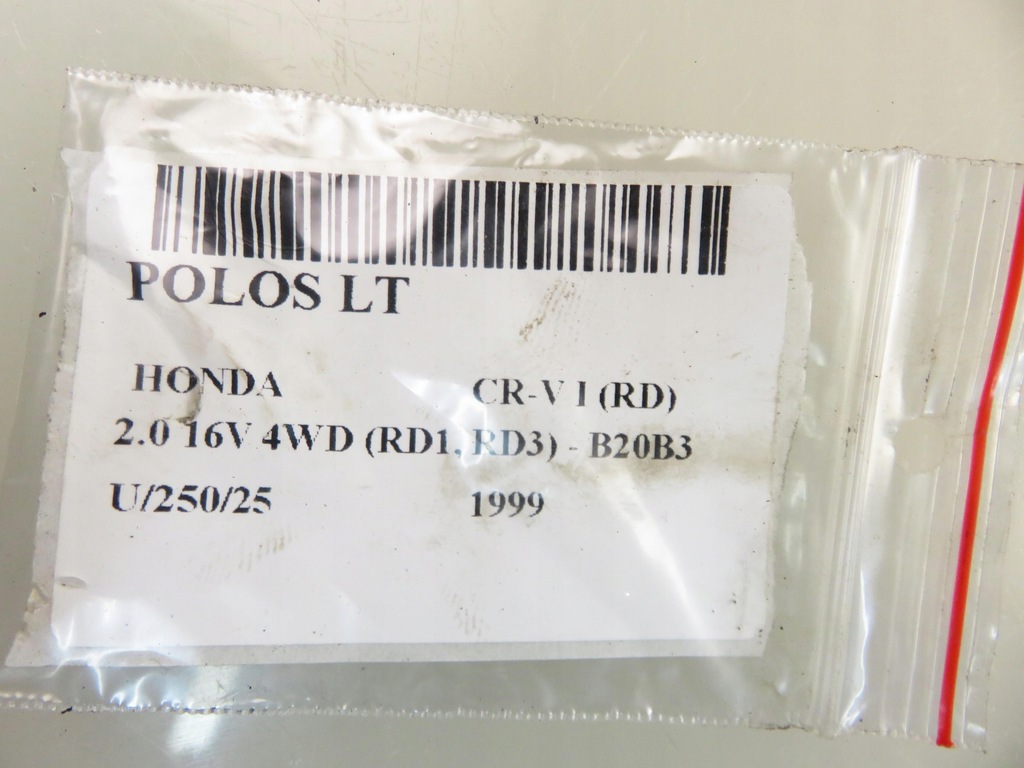 POLOS LT
HONDA CR-V I (RD)
2.0 16V 4WD (RD1, RD3) - B20B3
U/250/25 1999